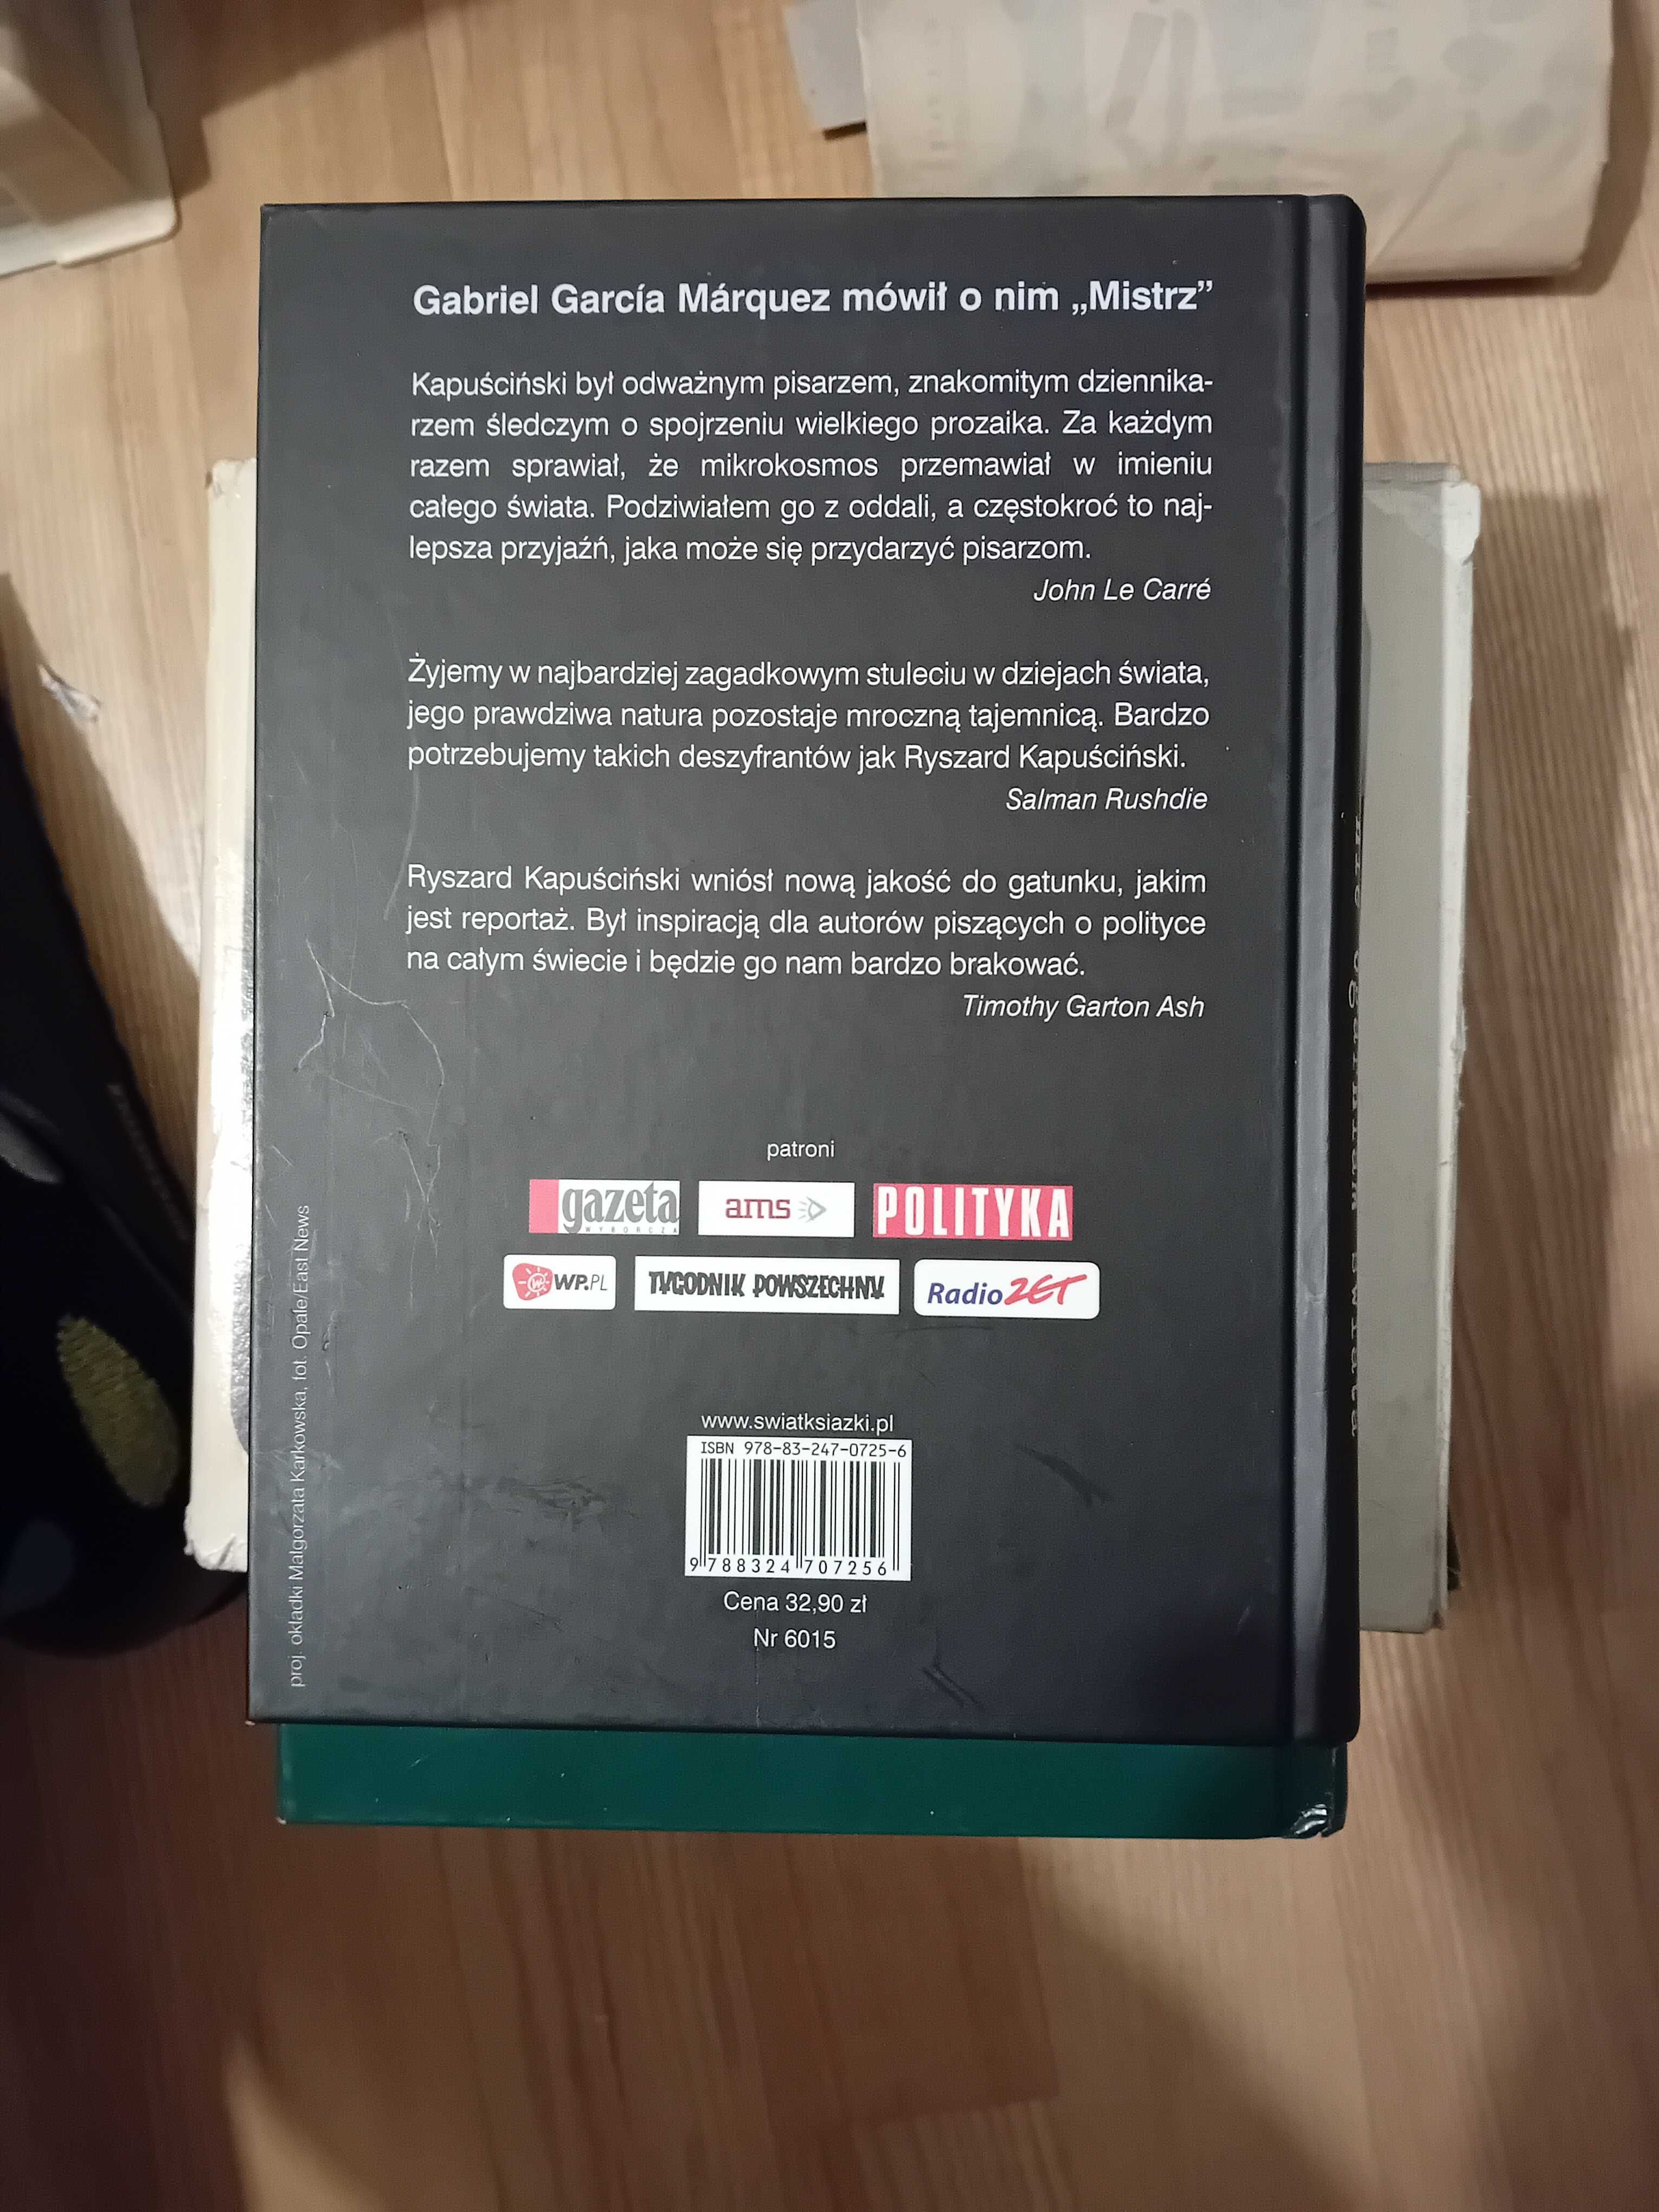 Gabriel García Márquez mówił o nim „Mistrz”
Kapuściński był odważnym pisarzem, znakomitym dziennika-
rzem śledczym o spojrzeniu wielkiego prozaika. Za każdym
razem sprawiał, że mikrokosmos przemawiał w imieniu
całego świata. Podziwiałem go z oddali, a częstokroć to naj-
lepsza przyjaźń, jaka może się przydarzyć pisarzom.
John Le Carré
Żyjemy w najbardziej zagadkowym stuleciu w dziejach świata,
jego prawdziwa natura pozostaje mroczną tajemnicą. Bardzo
potrzebujemy takich deszyfrantów jak Ryszard Kapuściński.
Salman Rushdie
Ryszard Kapuściński wniósł nową jakość do gatunku, jakim
jest reportaż. Był inspiracją dla autorów piszących o polityce
na całym świecie i będzie go nam bardzo brakować.
Timothy Garton Ash
patroni
gazeta
WYBORCZA
ams
POLITYKA
WP.PL
TYGODNIK POWSZECHNY
Radio ZET
www.swiatksiazki.pl
ISBN 978-83-247-0725-6
9 788324 707256
Cena 32,90 zł
Nr 6015
proj. okładki Małgorzata Karkowska, fot. Opale/East News